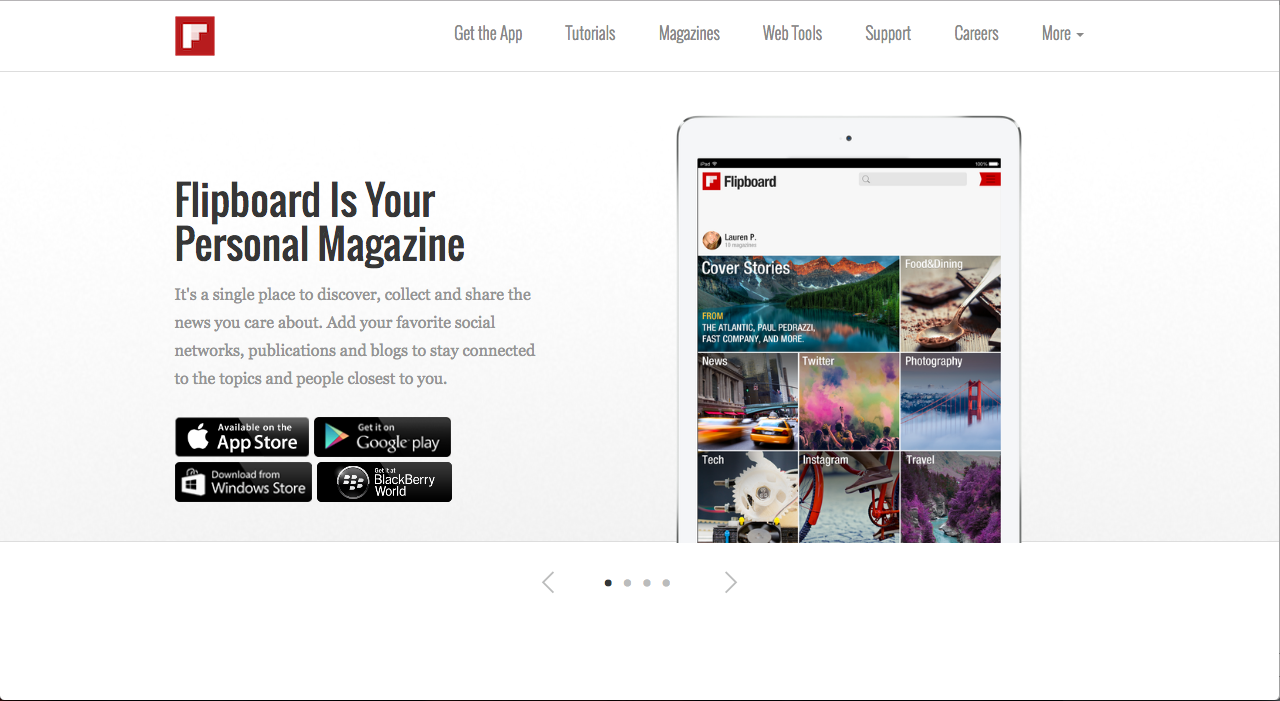 Get the App Tutorials Magazines Web Tools Support Careers More
Flipboard Is Your
Personal Magazine
It's a single place to discover, collect and share the
news you care about. Add your favorite social
networks, publications and blogs to stay connected
to the topics and people closest to you.
Available on the
App Store
Get it on
Google play
Download from
Windows Store
Get it at
BlackBerry
World
iPad 100%
Flipboard
Lauren P.
10 magazines
Cover Stories
FROM
THE ATLANTIC, PAUL PEDRAZZI,
FAST COMPANY, AND MORE.
Food&Dining
News
Twitter
Photography
Tech
Instagram
Travel